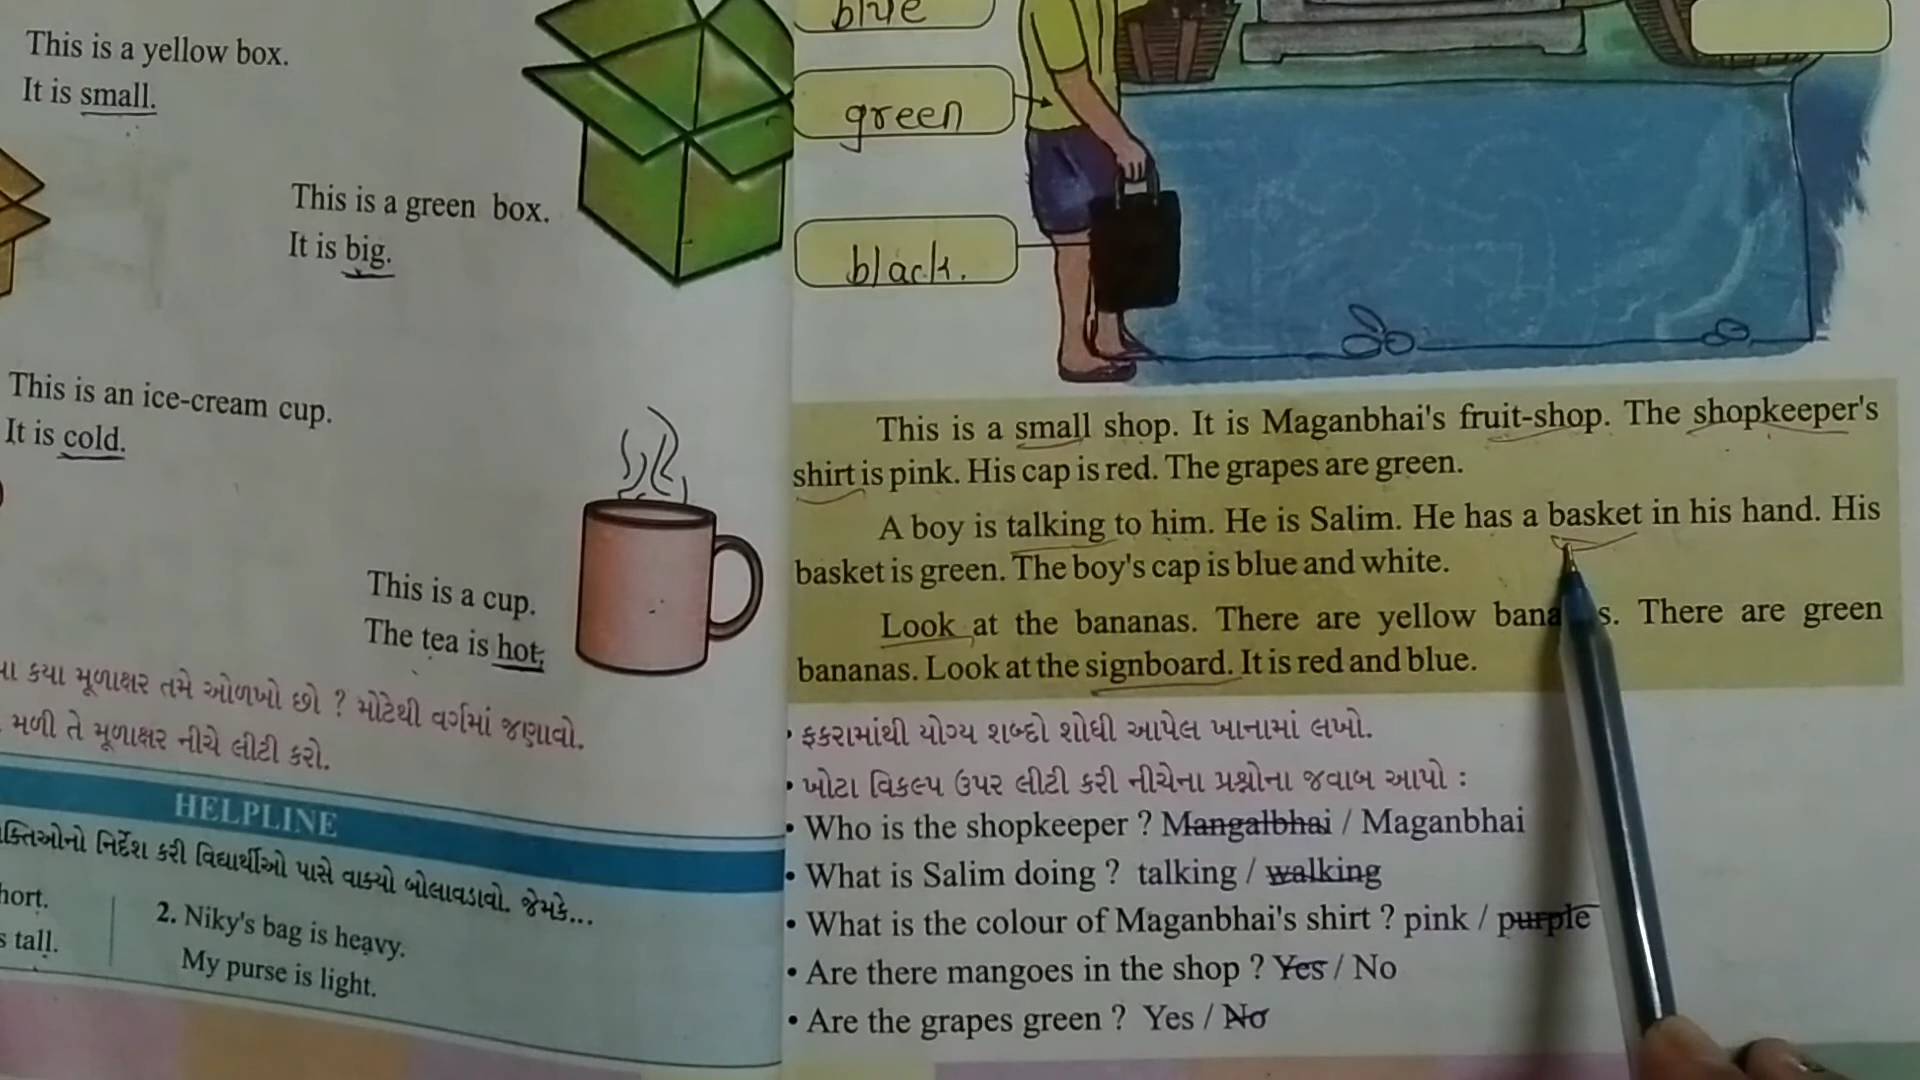 This is a yellow box.
It is small.
This is a green box.
It is big.
This is an ice-cream cup.
It is cold.
This is a cup.
The tea is hot.
કયા મૂળાક્ષર તમે ઓળખો છો ? મોટેથી વર્ગમાં જણાવો.
મળી તે મૂળાક્ષર નીચે લીટી કરો.
HELPLINE
નિર્દેશ કરી વિદ્યાર્થીઓ પાસે વાક્યો બોલાવડાવો. જેમકે...
2. Niky's bag is heavy.
tall.
My purse is light.
blue
green
black.
This is a small shop. It is Maganbhai's fruit-shop. The shopkeeper's
shirt is pink. His cap is red. The grapes are green.
A boy is talking to him. He is Salim. He has a basket in his hand. His
basket is green. The boy's cap is blue and white.
Look at the bananas. There are yellow bana s. There are green
bananas. Look at the signboard. It is red and blue.
• ફકરામાંથી યોગ્ય શબ્દો શોધી આપેલ ખાનામાં લખો.
• ખોટા વિકલ્પ ઉપર લીટી કરી નીચેના પ્રશ્નોના જવાબ આપો :
• Who is the shopkeeper ? Mangalbhai / Maganbhai
• What is Salim doing ? talking / walking
• What is the colour of Maganbhai's shirt ? pink / purple
• Are there mangoes in the shop ? Yes / No
• Are the grapes green ? Yes / No